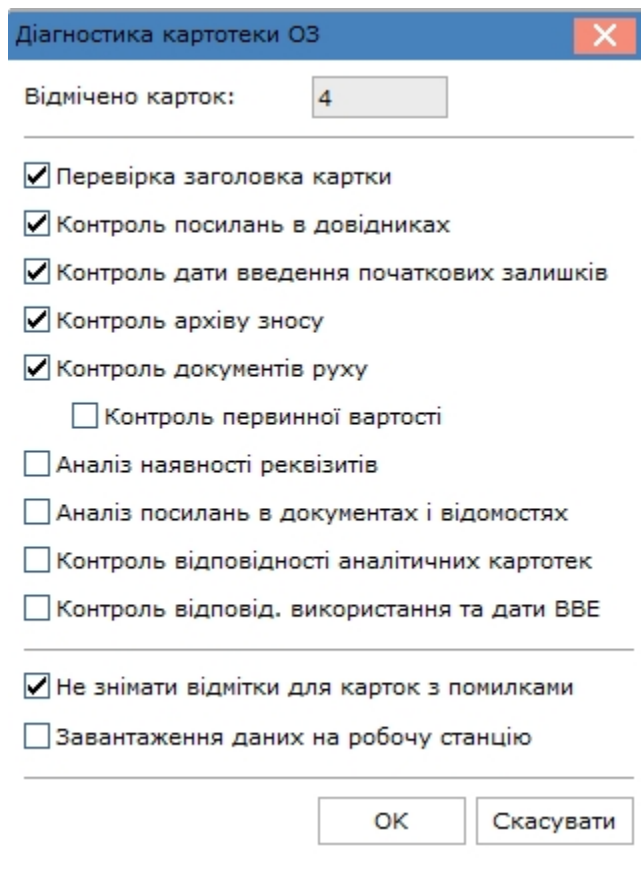 Діагностика картотеки ОЗ
Відмічено карток: 4
Перевірка заголовка картки
Контроль посилань в довідниках
Контроль дати введення початкових залишків
Контроль архіву зносу
Контроль документів руху
Контроль первинної вартості
Аналіз наявності реквізитів
Аналіз посилань в документах і відомостях
Контроль відповідності аналітичних картотек
Контроль відповід. використання та дати ВВЕ
Не знімати відмітки для карток з помилками
Завантаження даних на робочу станцію
OK Скасувати